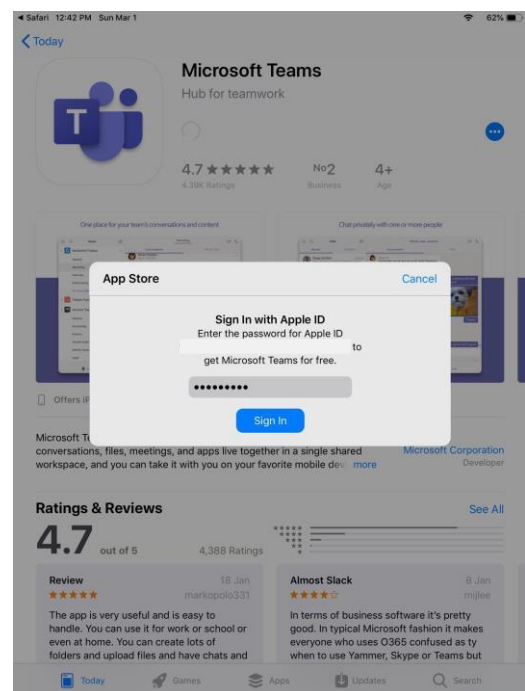 Safari 12:42 PM Sun Mar 1
62%
Today
Microsoft Teams
Hub for teamwork
T
4.7 ★★★★★
No2
4+
4.39K Ratings
Business
Age
One place for your team's conversations and content
Chat privately with one or more people
App Store
Cancel
Sign In with Apple ID
Enter the password for Apple ID
to
get Microsoft Teams for free.
•••••••••
Sign In
Offers iP
Microsoft Te
conversations, files, meetings, and apps live together in a single shared
workspace, and you can take it with you on your favorite mobile dev
more
Microsoft Corporation
Developer
Ratings & Reviews
See All
4.7 out of 5
4,388 Ratings
Review
18 Jan
★★★★★
markopolo331
The app is very useful and is easy to
handle. You can use it for work or school or
even at home. You can create lots of
folders and upload files and have chats and
Almost Slack
8 Jan
★★★★☆
mijlee
In terms of business software it's pretty
good. In typical Microsoft fashion it makes
everyone who uses O365 confused as ty
when to use Yammer, Skype or Teams but
Today
Games
Apps
Updates
Search